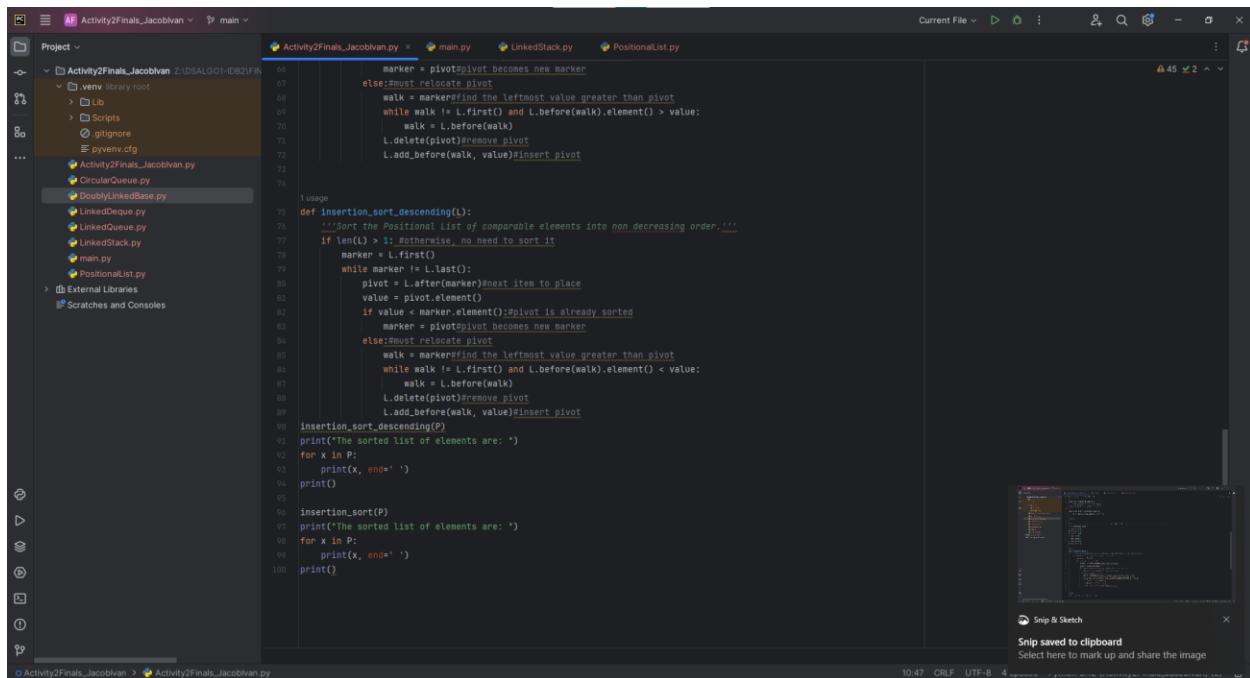 PC AF Activity2Finals_JacobIvan main Current File
Project
Activity2Finals_JacobIvan.py main.py LinkedStack.py PositionalList.py
Activity2Finals_JacobIvan Z:\DSALGO1-IDB2\FIN
.venv library root
Lib
Scripts
.gitignore
pyvenv.cfg
Activity2Finals_JacobIvan.py
CircularQueue.py
DoublyLinkedBase.py
LinkedDeque.py
LinkedQueue.py
LinkedStack.py
main.py
PositionalList.py
External Libraries
Scratches and Consoles
45 2
66 marker = pivot#pivot becomes new marker
67 else:#must relocate pivot
68 walk = marker#find the leftmost value greater than pivot
69 while walk != L.first() and L.before(walk).element() > value:
70 walk = L.before(walk)
71 L.delete(pivot)#remove pivot
72 L.add_before(walk, value)#insert pivot
73
74
1 usage
75 def insertion_sort_descending(L):
76 '''Sort the Positional List of comparable elements into non decreasing order.'''
77 if len(L) > 1: #otherwise, no need to sort it
78 marker = L.first()
79 while marker != L.last():
80 pivot = L.after(marker)#next item to place
81 value = pivot.element()
82 if value < marker.element():#pivot is already sorted
83 marker = pivot#pivot becomes new marker
84 else:#must relocate pivot
85 walk = marker#find the leftmost value greater than pivot
86 while walk != L.first() and L.before(walk).element() < value:
87 walk = L.before(walk)
88 L.delete(pivot)#remove pivot
89 L.add_before(walk, value)#insert pivot
90 insertion_sort_descending(P)
91 print("The sorted list of elements are: ")
92 for x in P:
93 print(x, end=' ')
94 print()
95
96 insertion_sort(P)
97 print("The sorted list of elements are: ")
98 for x in P:
99 print(x, end=' ')
100 print()
Snip & Sketch
Snip saved to clipboard
Select here to mark up and share the image
Activity2Finals_JacobIvan > Activity2Finals_JacobIvan.py 10:47 CRLF UTF-8 4